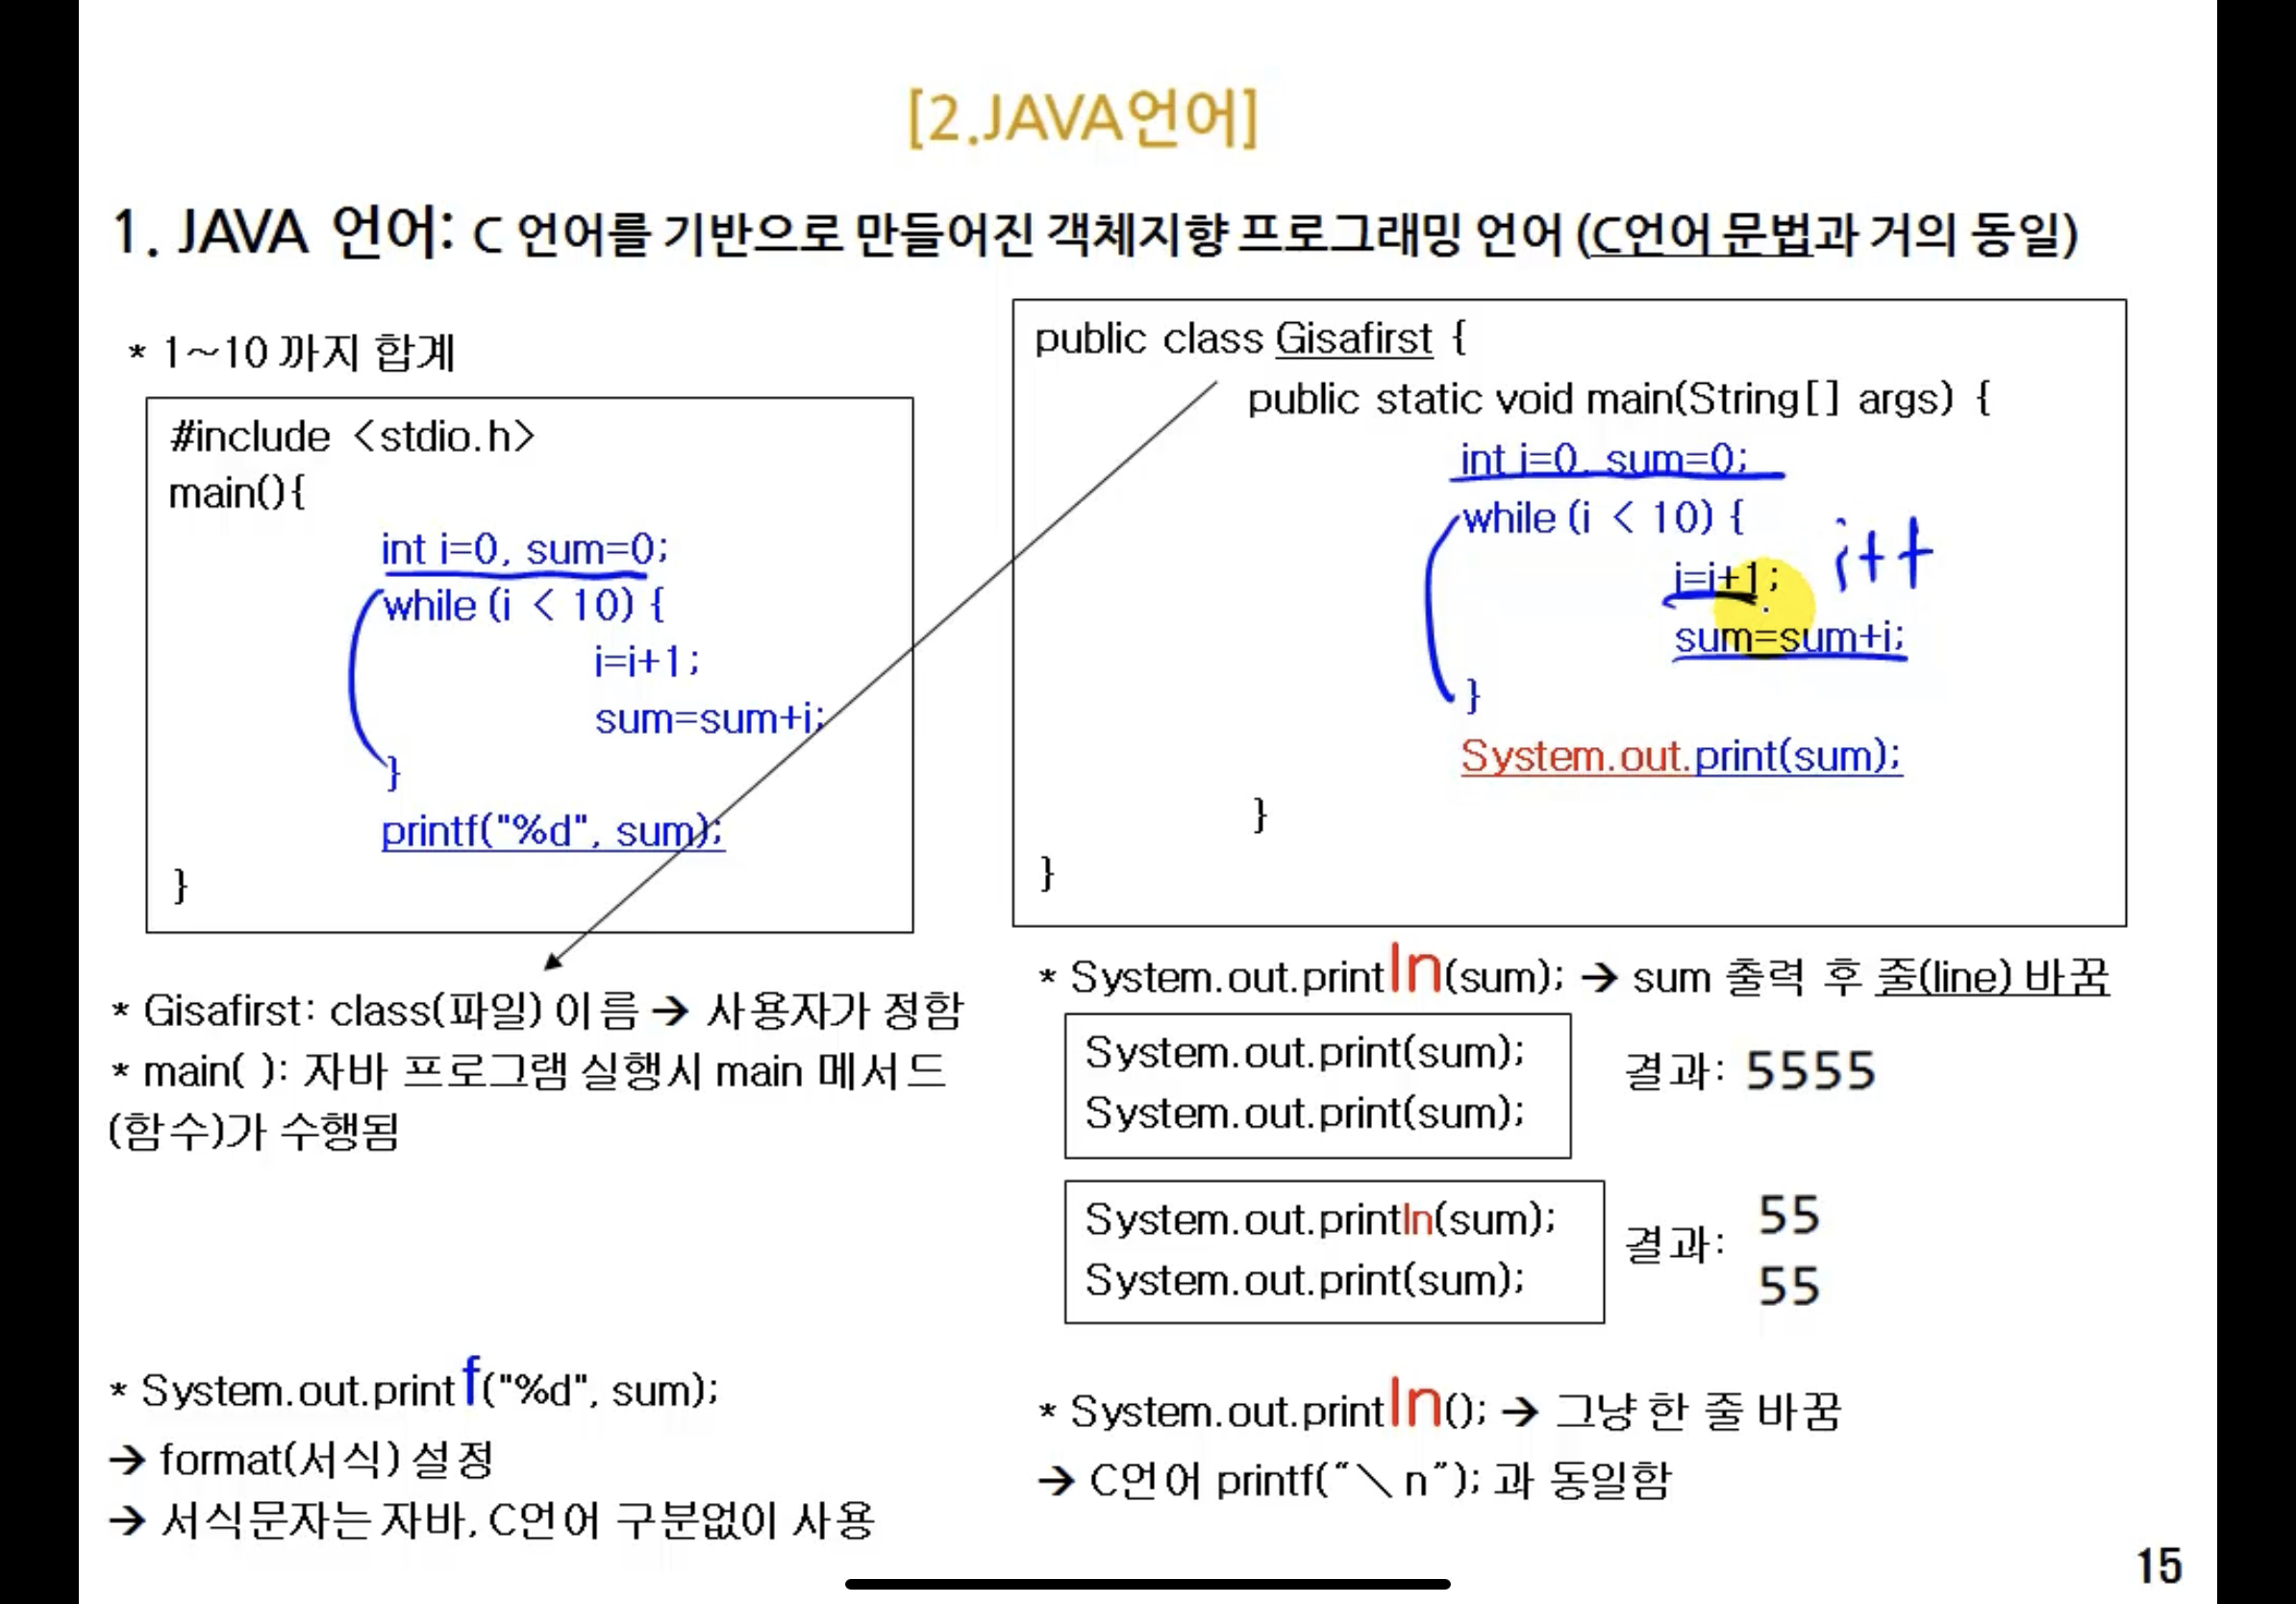 [2.JAVA언어]
1. JAVA 언어: C 언어를 기반으로 만들어진 객체지향 프로그래밍 언어 (C언어 문법과 거의 동일)
* 1~10 까지 합계
#include <stdio.h>
main(){
int i=0, sum=0;
while (i < 10) {
i=i+1;
sum=sum+i;
}
printf("%d", sum);
}
public class Gisafirst {
public static void main(String[] args) {
int i=0, sum=0;
while (i < 10) {
i=i+1; i++
sum=sum+i;
}
System.out.print(sum);
}
}
* Gisafirst: class(파일) 이름 → 사용자가 정함
* main( ): 자바 프로그램 실행시 main 메서드
(함수)가 수행됨
* System.out.println(sum); → sum 출력 후 줄(line) 바꿈
System.out.print(sum);
System.out.print(sum);
결과: 5555
System.out.println(sum);
System.out.print(sum);
결과:
55
55
* System.out.printf("%d", sum);
→ format(서식) 설정
→ 서식문자는 자바, C언어 구분없이 사용
* System.out.println(); → 그냥 한 줄 바꿈
→ C언어 printf(“\ n”); 과 동일함
15